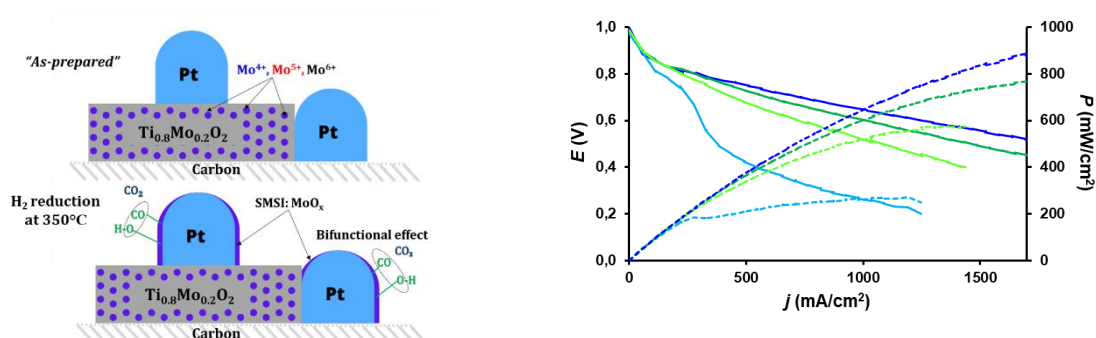 “As-prepared”
Pt
Mo⁴⁺, Mo⁵⁺, Mo⁶⁺
Ti₀.₈Mo₀.₂O₂
Pt
Carbon
H₂ reduction
at 350°C
CO₂
CO
H-O
Pt
SMSI: MoOₓ
Bifunctional effect
CO₂
CO
O-H
Ti₀.₈Mo₀.₂O₂
Pt
Carbon
1,0
0,8
0,6
0,4
0,2
0,0
E (V)
0
500
1000
1500
j (mA/cm²)
1000
800
600
400
200
0
P (mW/cm²)